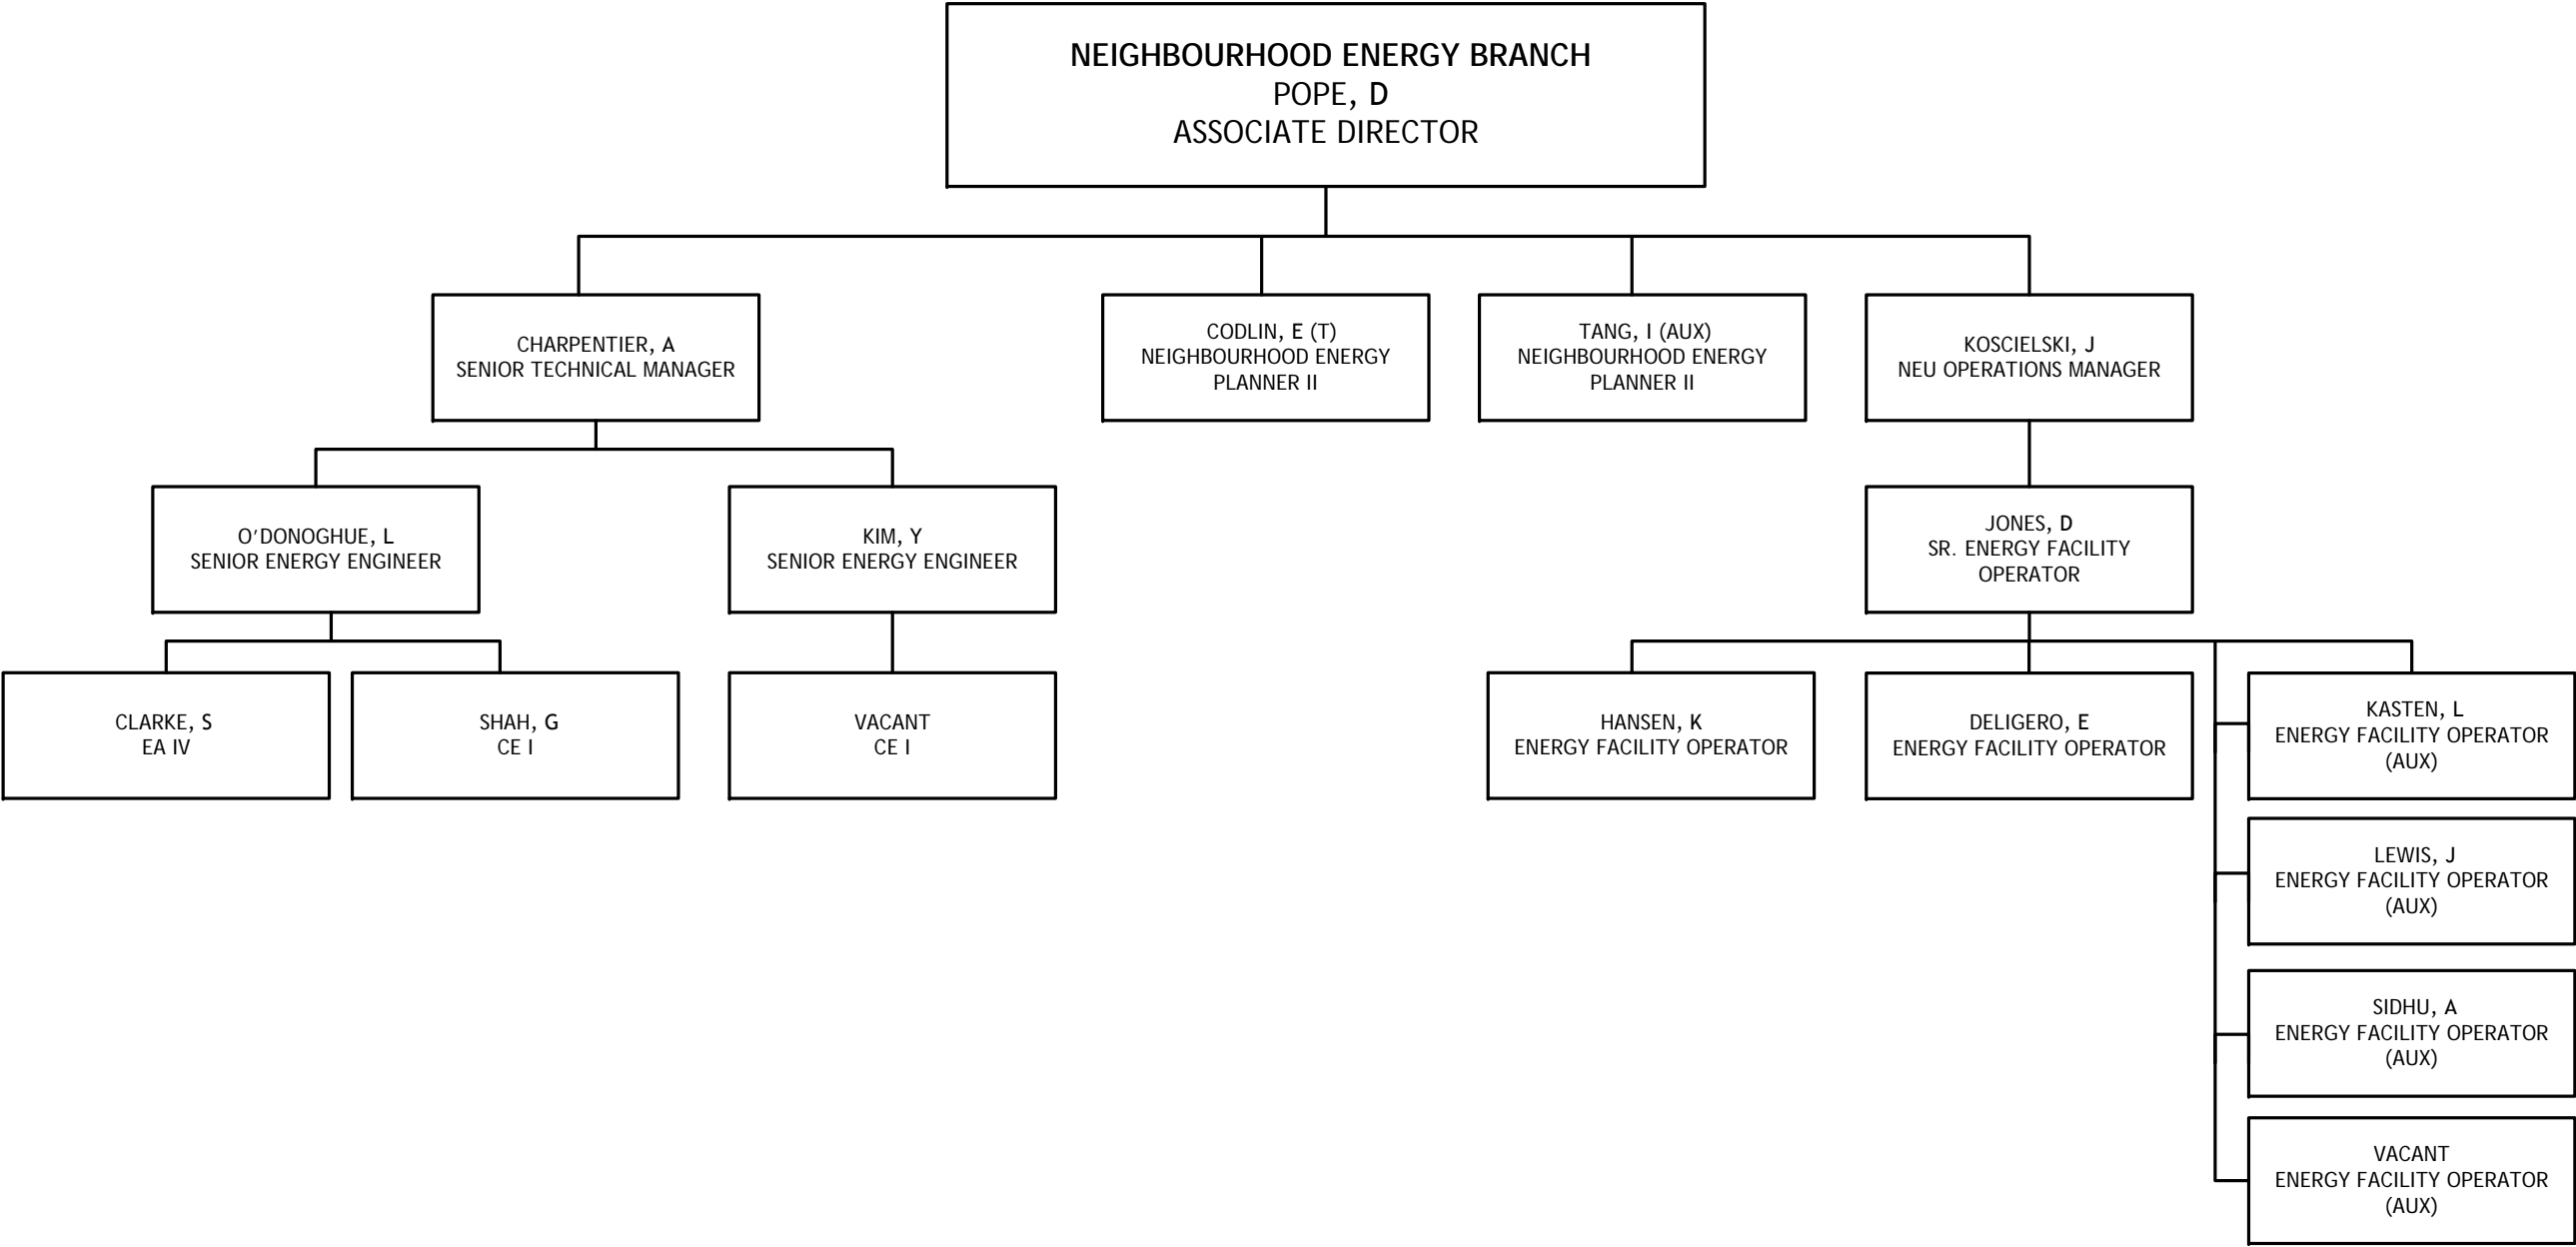 NEIGHBOURHOOD ENERGY BRANCH
POPE, D
ASSOCIATE DIRECTOR
CHARPENTIER, A
SENIOR TECHNICAL MANAGER
CODLIN, E (T)
NEIGHBOURHOOD ENERGY
PLANNER II
TANG, I (AUX)
NEIGHBOURHOOD ENERGY
PLANNER II
KOSCIELSKI, J
NEU OPERATIONS MANAGER
O'DONOGHUE, L
SENIOR ENERGY ENGINEER
KIM, Y
SENIOR ENERGY ENGINEER
JONES, D
SR. ENERGY FACILITY
OPERATOR
CLARKE, S
EA IV
SHAH, G
CE I
VACANT
CE I
HANSEN, K
ENERGY FACILITY OPERATOR
DELIGERO, E
ENERGY FACILITY OPERATOR
KASTEN, L
ENERGY FACILITY OPERATOR
(AUX)
LEWIS, J
ENERGY FACILITY OPERATOR
(AUX)
SIDHU, A
ENERGY FACILITY OPERATOR
(AUX)
VACANT
ENERGY FACILITY OPERATOR
(AUX)